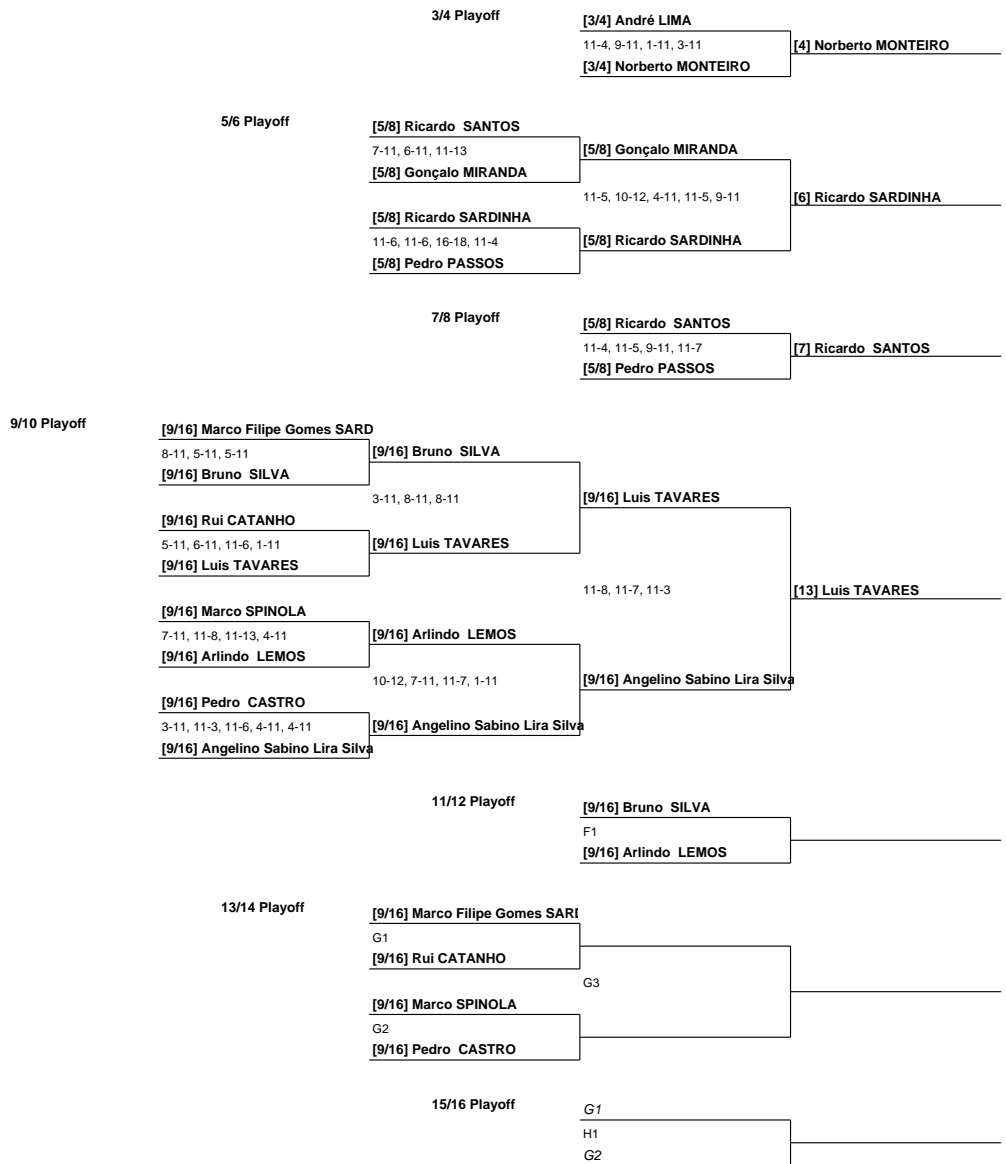 3/4 Playoff
[3/4] André LIMA
11-4, 9-11, 1-11, 3-11
[4] Norberto MONTEIRO
[3/4] Norberto MONTEIRO
5/6 Playoff
[5/8] Ricardo SANTOS
7-11, 6-11, 11-13
[5/8] Gonçalo MIRANDA
[5/8] Gonçalo MIRANDA
11-5, 10-12, 4-11, 11-5, 9-11
[6] Ricardo SARDINHA
[5/8] Ricardo SARDINHA
11-6, 11-6, 16-18, 11-4
[5/8] Ricardo SARDINHA
[5/8] Pedro PASSOS
7/8 Playoff
[5/8] Ricardo SANTOS
11-4, 11-5, 9-11, 11-7
[7] Ricardo SANTOS
[5/8] Pedro PASSOS
9/10 Playoff
[9/16] Marco Filipe Gomes SARD
8-11, 5-11, 5-11
[9/16] Bruno SILVA
[9/16] Bruno SILVA
3-11, 8-11, 8-11
[9/16] Luis TAVARES
[9/16] Rui CATANHO
5-11, 6-11, 11-6, 1-11
[9/16] Luis TAVARES
[9/16] Luis TAVARES
11-8, 11-7, 11-3
[13] Luis TAVARES
[9/16] Marco SPINOLA
7-11, 11-8, 11-13, 4-11
[9/16] Arlindo LEMOS
[9/16] Arlindo LEMOS
10-12, 7-11, 11-7, 1-11
[9/16] Angelino Sabino Lira Silva
[9/16] Pedro CASTRO
3-11, 11-3, 11-6, 4-11, 4-11
[9/16] Angelino Sabino Lira Silva
[9/16] Angelino Sabino Lira Silva
11/12 Playoff
[9/16] Bruno SILVA
F1
[9/16] Arlindo LEMOS
13/14 Playoff
[9/16] Marco Filipe Gomes SARD
G1
[9/16] Rui CATANHO
G3
[9/16] Marco SPINOLA
G2
[9/16] Pedro CASTRO
15/16 Playoff
G1
H1
G2